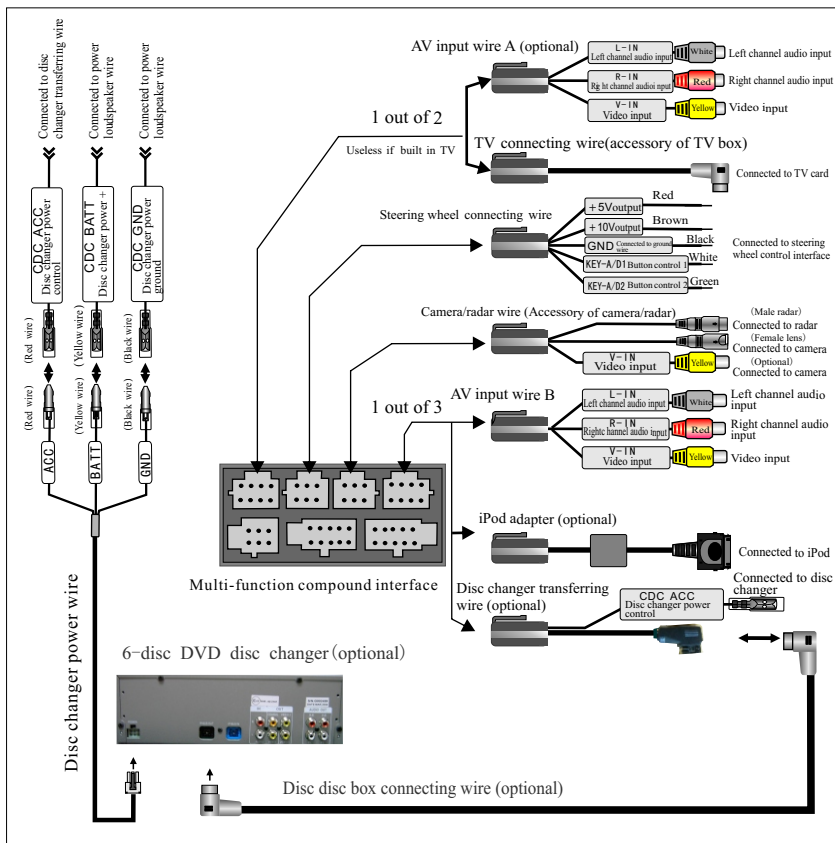 Connected to disc
changer transferring wire
Connected to power
loudspeaker wire
Connected to power
loudspeaker wire
CDC ACC
Disc changer power
control
CDC BATT
Disc changer power +
CDC GND
Disc changer power
ground
(Red wire)
(Yellow wire)
(Black wire)
(Red wire)
(Yellow wire)
(Black wire)
ACC
BATT
GND
Disc changer power wire
AV input wire A (optional)
L-IN
Left channel audio input
White
Left channel audio input
R-IN
Right channel audioi nput
Red
Right channel audio input
V-IN
Video input
Yellow
Video input
1 out of 2
Useless if built in TV
TV connecting wire(accessory of TV box)
Connected to TV card
Steering wheel connecting wire
+5Voutput
Red
+10Voutput
Brown
GND Connected to ground
wire
Black
KEY-A/D1 Button control 1
White
KEY-A/D2 Button control 2
Green
Connected to steering
wheel control interface
Camera/radar wire (Accessory of camera/radar)
(Male radar)
Connected to radar
(Female lens)
Connected to camera
(Optional)
Connected to camera
V-IN
Video input
Yellow
1 out of 3
AV input wire B
L-IN
Left channel audio input
White
Left channel audio
input
R-IN
Rightc hannel audio input
Red
Right channel audio
input
V-IN
Video input
Yellow
Video input
iPod adapter (optional)
Connected to iPod
Multi-function compound interface
Disc changer transferring
wire (optional)
CDC ACC
Disc changer power
control
Connected to disc
changer
6-disc DVD disc changer(optional)
Disc disc box connecting wire (optional)